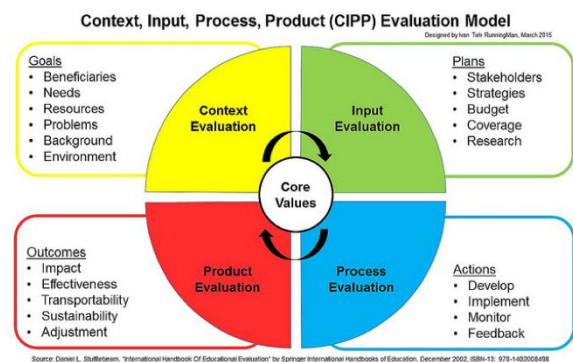 Context, Input, Process, Product (CIPP) Evaluation Model
Designed by Ivan Teh RunningMan, March 2015
Goals
• Beneficiaries
• Needs
• Resources
• Problems
• Background
• Environment
Context
Evaluation
Input
Evaluation
Plans
• Stakeholders
• Strategies
• Budget
• Coverage
• Research
Core
Values
Outcomes
• Impact
• Effectiveness
• Transportability
• Sustainability
• Adjustment
Product
Evaluation
Process
Evaluation
Actions
• Develop
• Implement
• Monitor
• Feedback
Source: Daniel L. Stufflebeam, "International Handbook Of Educational Evaluation" by Springer International Handbooks of Education, December 2002, ISBN-13: 978-1402008498